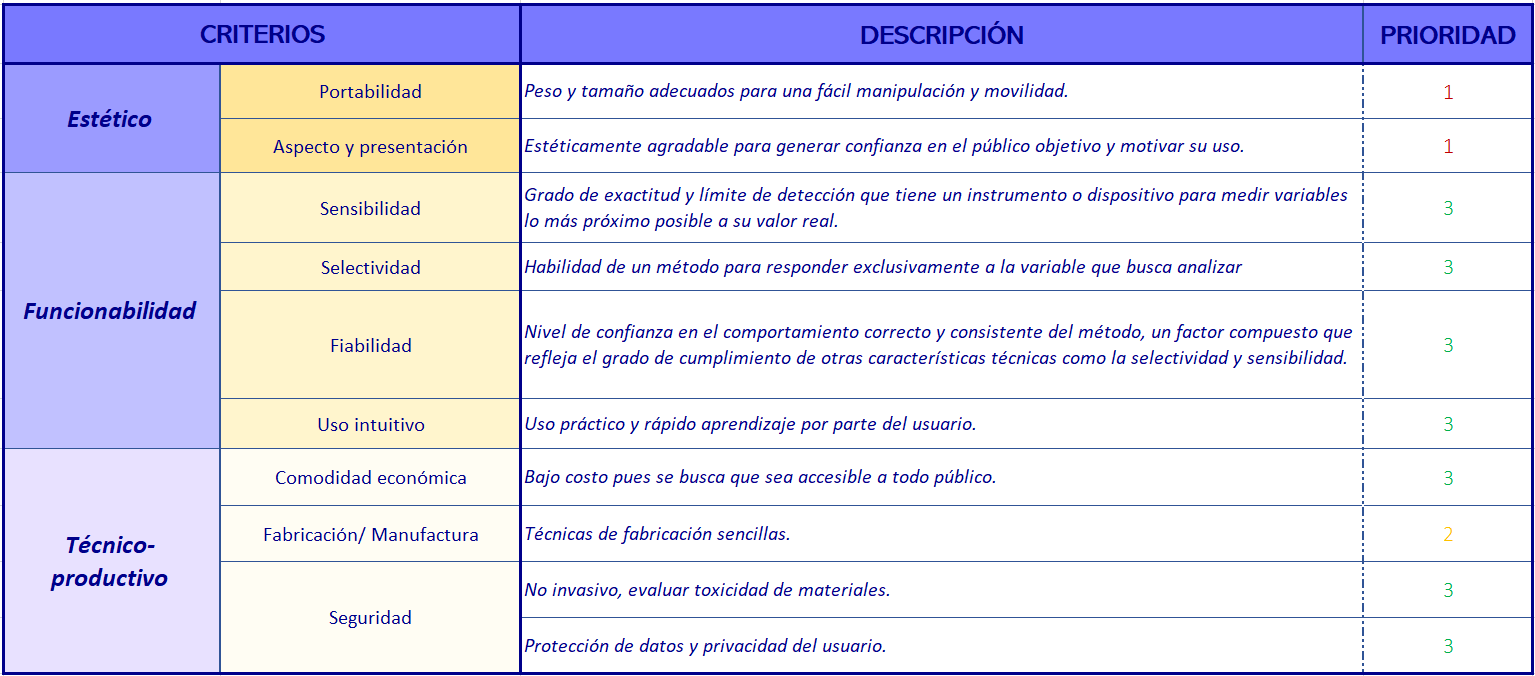 CRITERIOS DESCRIPCIÓN PRIORIDAD
Estético
Portabilidad
Peso y tamaño adecuados para una fácil manipulación y movilidad.
1
Aspecto y presentación
Estéticamente agradable para generar confianza en el público objetivo y motivar su uso.
1
Funcionabilidad
Sensibilidad
Grado de exactitud y límite de detección que tiene un instrumento o dispositivo para medir variables
lo más próximo posible a su valor real.
3
Selectividad
Habilidad de un método para responder exclusivamente a la variable que busca analizar
3
Fiabilidad
Nivel de confianza en el comportamiento correcto y consistente del método, un factor compuesto que
refleja el grado de cumplimiento de otras características técnicas como la selectividad y sensibilidad.
3
Uso intuitivo
Uso práctico y rápido aprendizaje por parte del usuario.
3
Técnico-
productivo
Comodidad económica
Bajo costo pues se busca que sea accesible a todo público.
3
Fabricación/ Manufactura
Técnicas de fabricación sencillas.
2
Seguridad
No invasivo, evaluar toxicidad de materiales.
3
Protección de datos y privacidad del usuario.
3